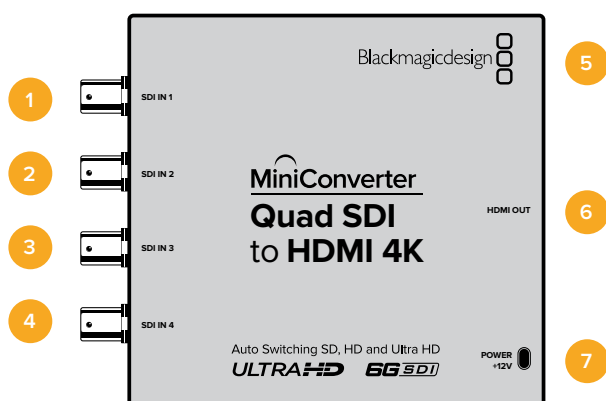 Blackmagicdesign
1
SDI IN 1
5
2
SDI IN 2
MiniConverter
Quad SDI
to HDMI 4K
HDMI OUT
6
3
SDI IN 3
4
SDI IN 4
Auto Switching SD, HD and Ultra HD
ULTRAHD 6G SDI
POWER
+12V
7